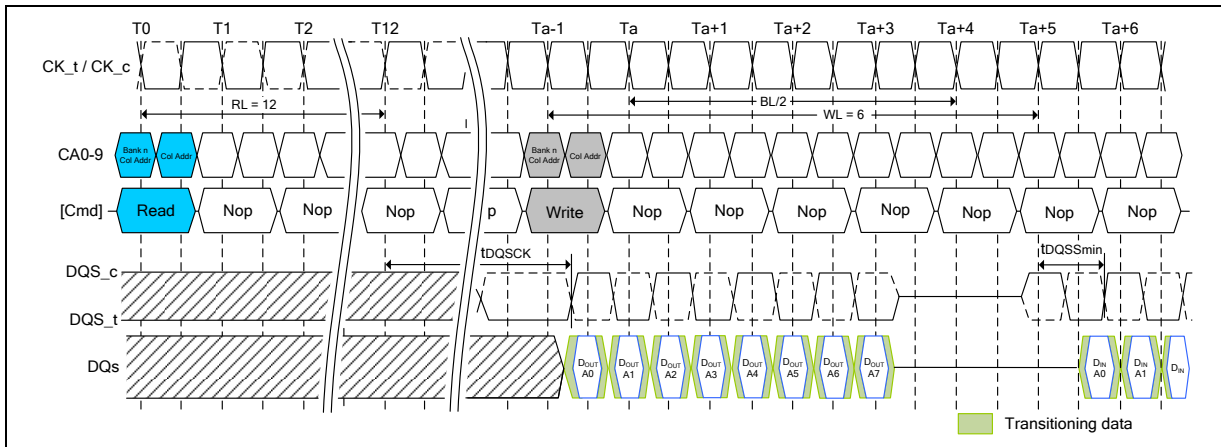 T0 T1 T2 T12 Ta-1 Ta Ta+1 Ta+2 Ta+3 Ta+4 Ta+5 Ta+6
CK_t / CK_c
RL = 12
BL/2
WL = 6
CA0-9
Bank n
Col Addr
Col Addr
Bank n
Col Addr
Col Addr
[Cmd]
Read Nop Nop Nop p Write Nop Nop Nop Nop Nop Nop Nop
tDQSCK
tDQSSmin
DQS_c
DQS_t
DQs
DOUT A0
DOUT A1
DOUT A2
DOUT A3
DOUT A4
DOUT A5
DOUT A6
DOUT A7
DIN A0
DIN A1
DIN
Transitioning data